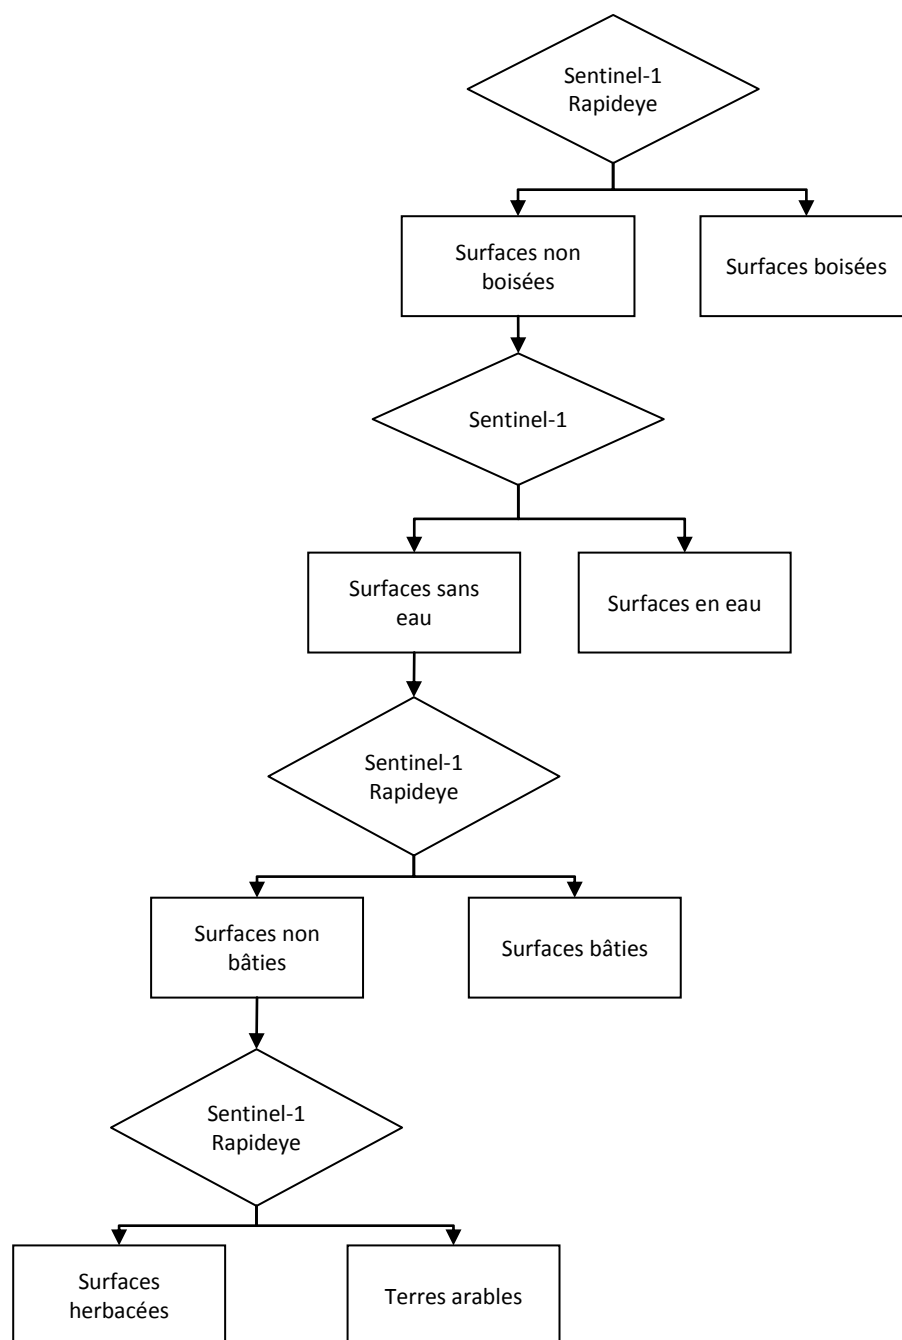 Sentinel-1
Rapideye
Surfaces non
boisées
Surfaces boisées
Sentinel-1
Surfaces sans
eau
Surfaces en eau
Sentinel-1
Rapideye
Surfaces non
bâties
Surfaces bâties
Sentinel-1
Rapideye
Surfaces
herbacées
Terres arables